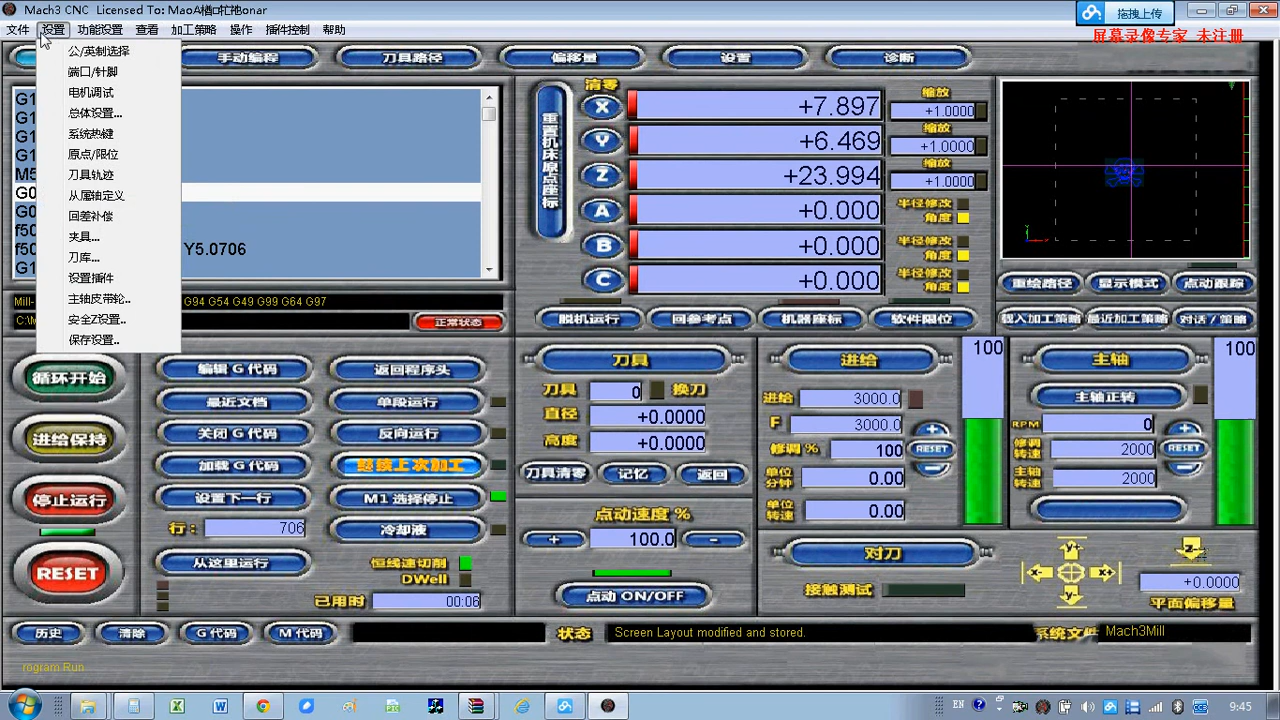 Mach3 CNC Licensed To:
拖拽上传
文件 设置 功能设置 查看 加工策略 操作 插件控制 帮助
屏幕录像专家 未注册
公/英制选择
端口/针脚
电机调试
总体设置...
系统热键
原点/限位
刀具轨迹
从属轴定义
回差补偿
夹具...
刀库...
设置插件
主轴皮带轮..
安全Z设置..
保存设置..
手动编程 刀具路径 偏移量 设置 诊断
G1
G1
G1
G1
M5
G0
G0
f50
f50 Y5.0706
G1
Mill- G94 G54 G49 G99 G64 G97
C:\M 正常状态
清零
重置机床原点坐标
X +7.897 缩放 +1.0000
Y +6.469 缩放 +1.0000
Z +23.994 缩放 +1.0000
A +0.000 半径修改 角度
B +0.000 半径修改 角度
C +0.000 半径修改 角度
脱机运行 回参考点 机器座标 软件限位
重绘路径 显示模式 点动跟踪
载入加工策略 最近加工策略 对话 / 策略
循环开始
进给保持
停止运行
RESET
编辑 G 代码 返回程序头
最近文档 单段运行
关闭 G 代码 反向运行
加载 G 代码 继续上次加工
设置下一行 M1 选择停止
行: 706 冷却液
从这里运行 恒线速切削
DWell
已用时 00:06
刀具
刀具 0 换刀
直径 +0.0000
高度 +0.0000
刀具清零 记忆 返回
点动速度 %
+ 100.0 -
点动 ON/OFF
进给 100
进给 3000.0
F 3000.0
修调 % 100 + RESET -
单位 分钟 0.00
单位 转速 0.00
主轴 100
主轴正转
RPM 0
修调 转速 2000 + RESET -
主轴 转速 2000
对刀
接触测试
Y+
X- X+
Y-
Z-
+0.0000
平面偏移量
历史 清除 G 代码 M 代码 状态 Screen Layout modified and stored. 系统文 Mach3Mill
rogram Run
EN 9:45